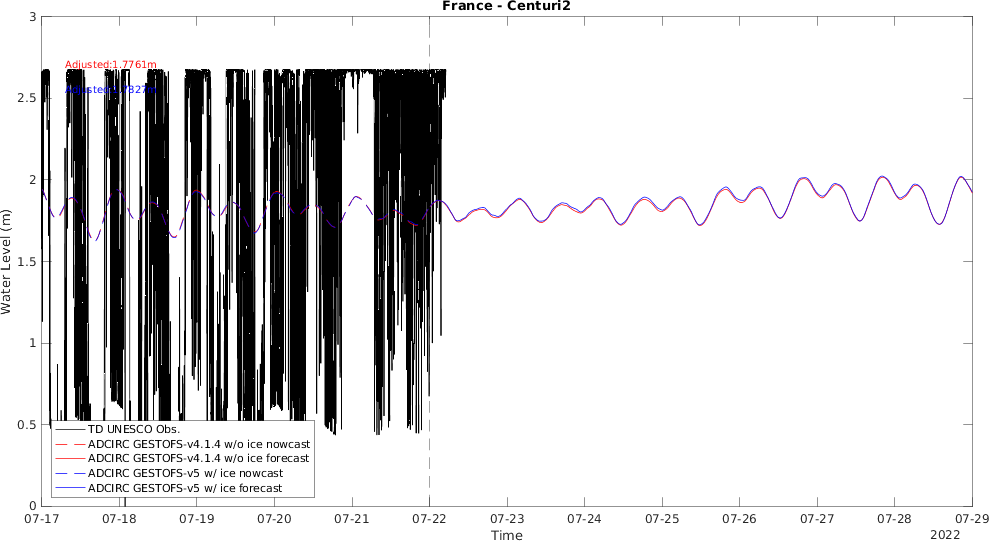 France - Centuri2
3
2.5
2
1.5
1
0.5
0
Water Level (m)
Adjusted:1.7761m
TD UNESCO Obs.
ADCIRC GESTOFS-v4.1.4 w/o ice nowcast
ADCIRC GESTOFS-v4.1.4 w/o ice forecast
ADCIRC GESTOFS-v5 w/ ice nowcast
ADCIRC GESTOFS-v5 w/ ice forecast
07-17 07-18 07-19 07-20 07-21 07-22 07-23 07-24 07-25 07-26 07-27 07-28 07-29
Time
2022